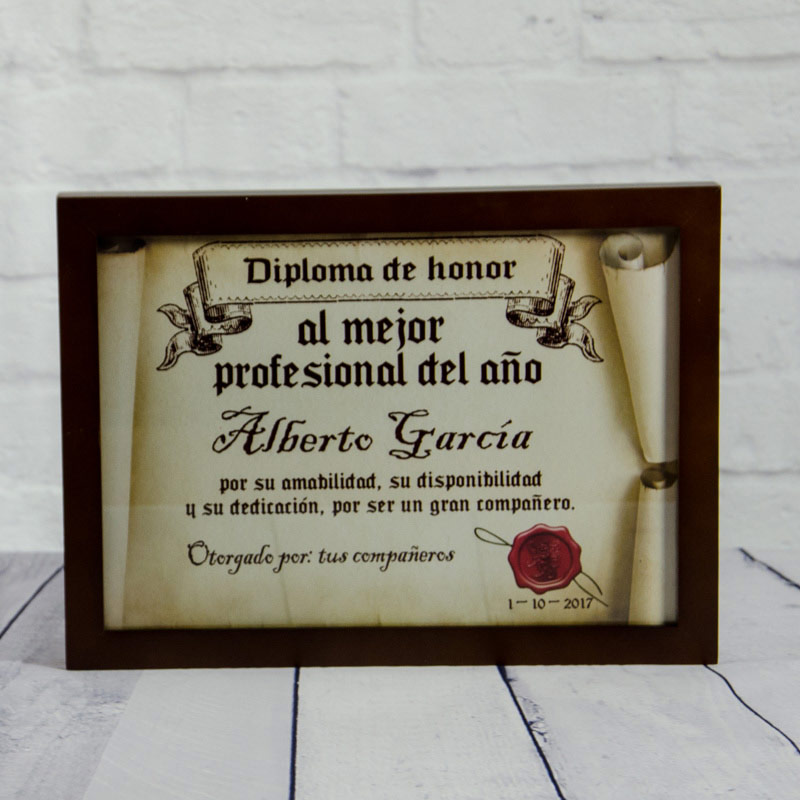 Diploma de honor
al mejor
profesional del año
Alberto García
por su amabilidad, su disponibilidad
y su dedicación, por ser un gran compañero.
Otorgado por: tus compañeros
1 - 10 - 2017